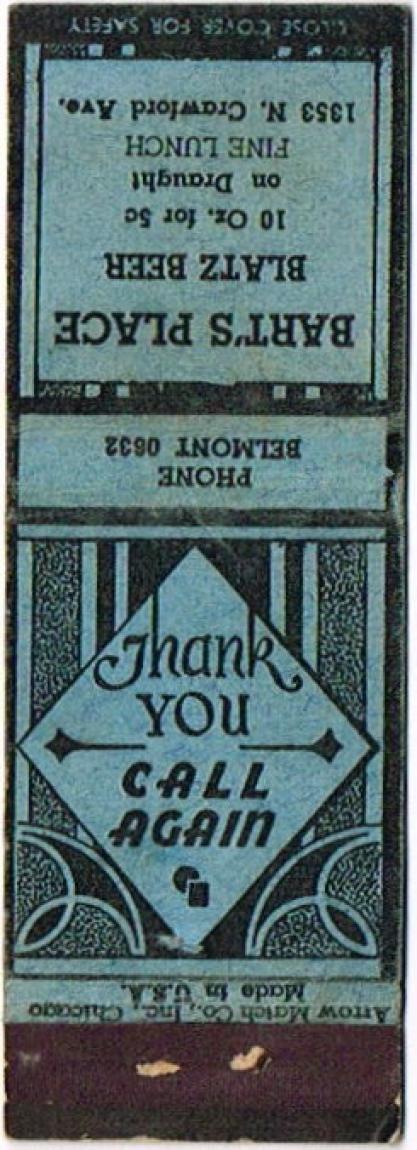 CLOSE COVER FOR SAFETY
BART'S PLACE
BLATZ BEER
10 Oz. for 5c
on Draught
FINE LUNCH
1353 N. Crawford Ave.
PHONE
BELMONT 0632
Thank
YOU
CALL
AGAIN
Arrow Match Co., Inc., Chicago
Made in U.S.A.